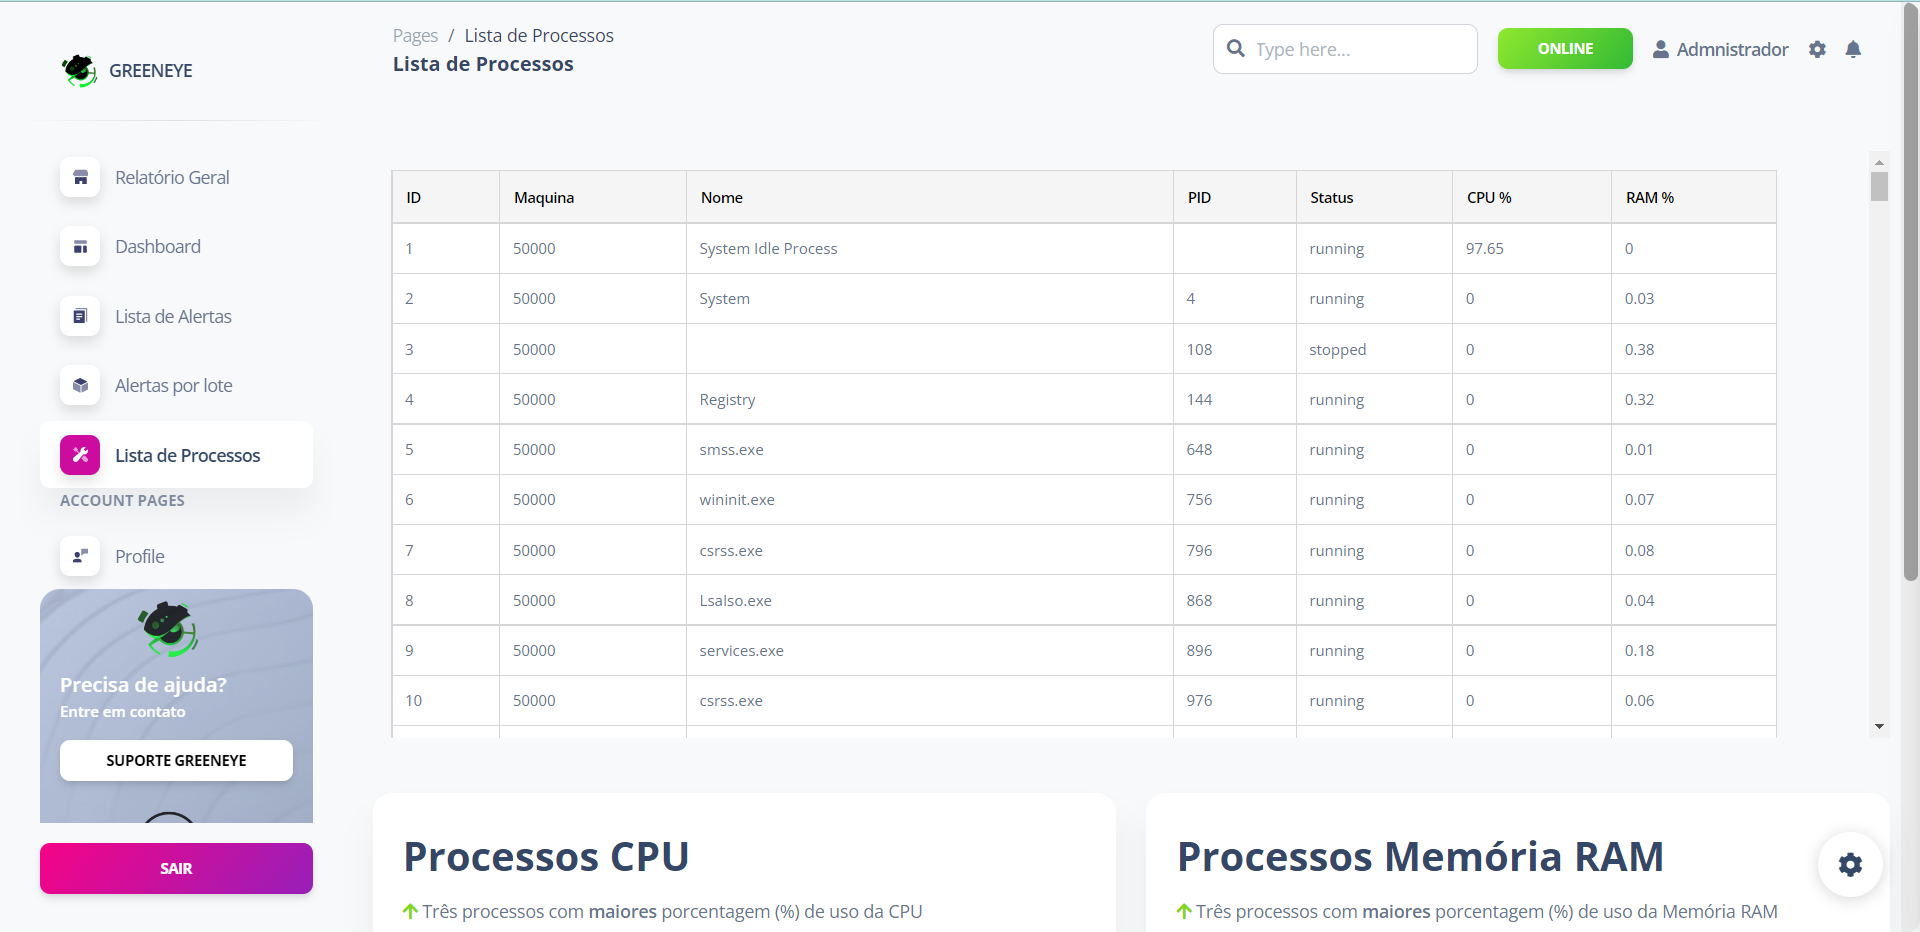 GREENEYE
Relatório Geral
Dashboard
Lista de Alertas
Alertas por lote
Lista de Processos
ACCOUNT PAGES
Profile
Precisa de ajuda?
Entre em contato
SUPORTE GREENEYE
SAIR
Pages / Lista de Processos
Lista de Processos
Type here...
ONLINE
Admnistrador
ID Maquina Nome PID Status CPU % RAM %
1 50000 System Idle Process running 97.65 0
2 50000 System 4 running 0 0.03
3 50000 108 stopped 0 0.38
4 50000 Registry 144 running 0 0.32
5 50000 smss.exe 648 running 0 0.01
6 50000 wininit.exe 756 running 0 0.07
7 50000 csrss.exe 796 running 0 0.08
8 50000 Lsalso.exe 868 running 0 0.04
9 50000 services.exe 896 running 0 0.18
10 50000 csrss.exe 976 running 0 0.06
Processos CPU
Três processos com maiores porcentagem (%) de uso da CPU
Processos Memória RAM
Três processos com maiores porcentagem (%) de uso da Memória RAM